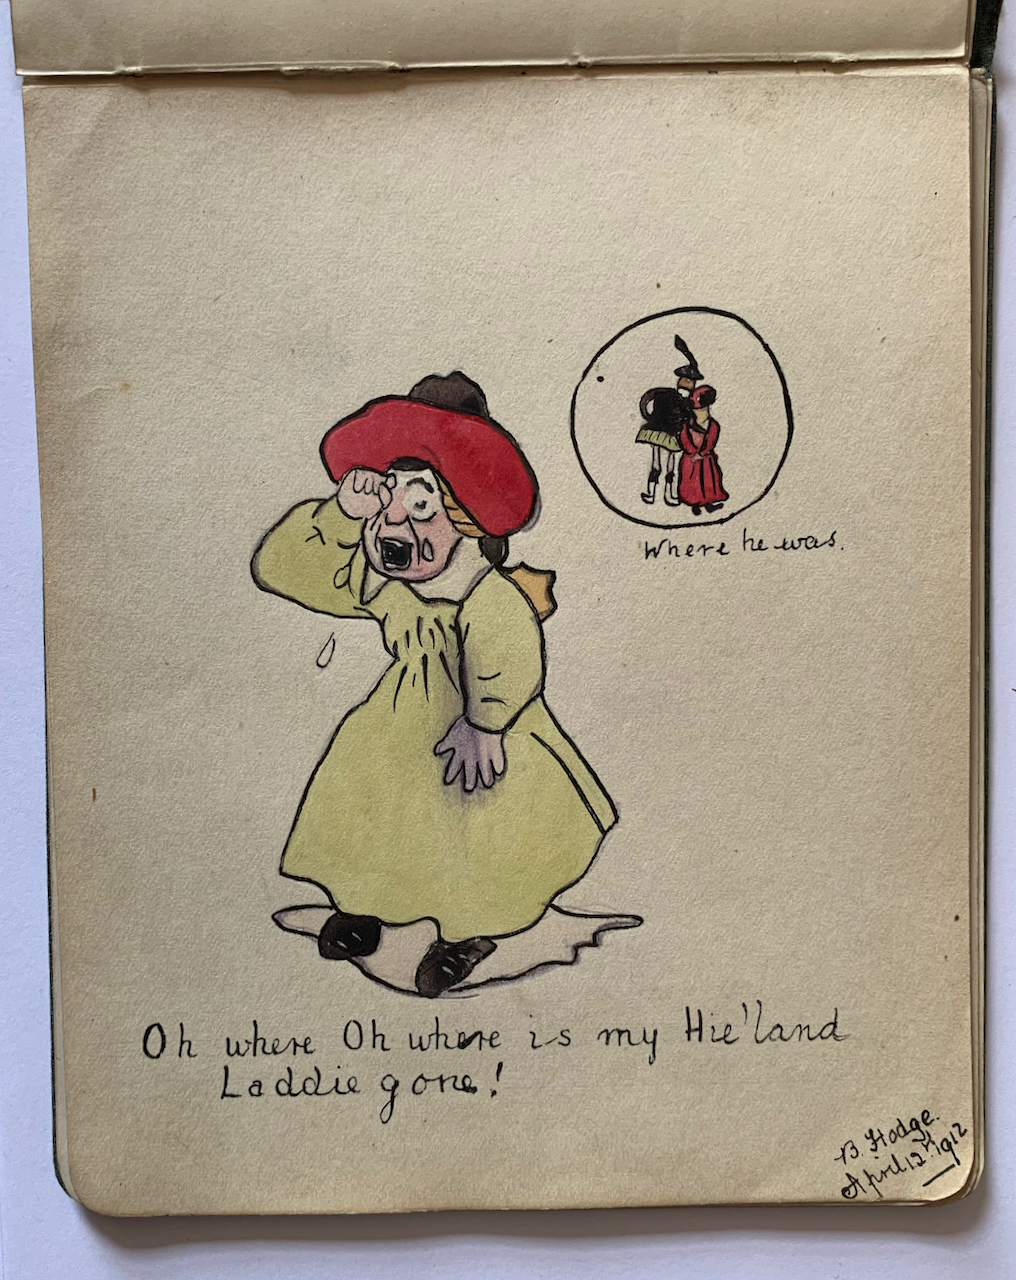 Where he was.
Oh where Oh where is my Hie'land
Laddie gone!
B. Hodge.
April 12th 1912